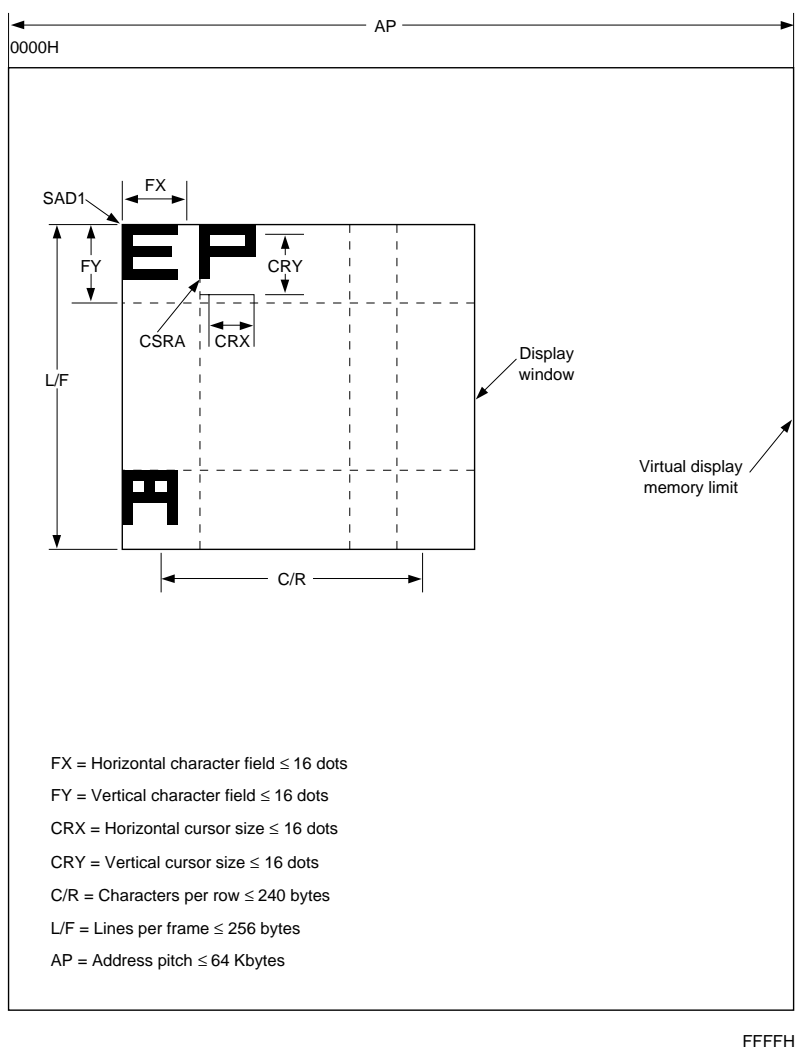 AP
0000H
FX
SAD1
FY
CRY
CSRA
CRX
Display
window
L/F
Virtual display
memory limit
C/R
FX = Horizontal character field ≤ 16 dots
FY = Vertical character field ≤ 16 dots
CRX = Horizontal cursor size ≤ 16 dots
CRY = Vertical cursor size ≤ 16 dots
C/R = Characters per row ≤ 240 bytes
L/F = Lines per frame ≤ 256 bytes
AP = Address pitch ≤ 64 Kbytes
FFFFH